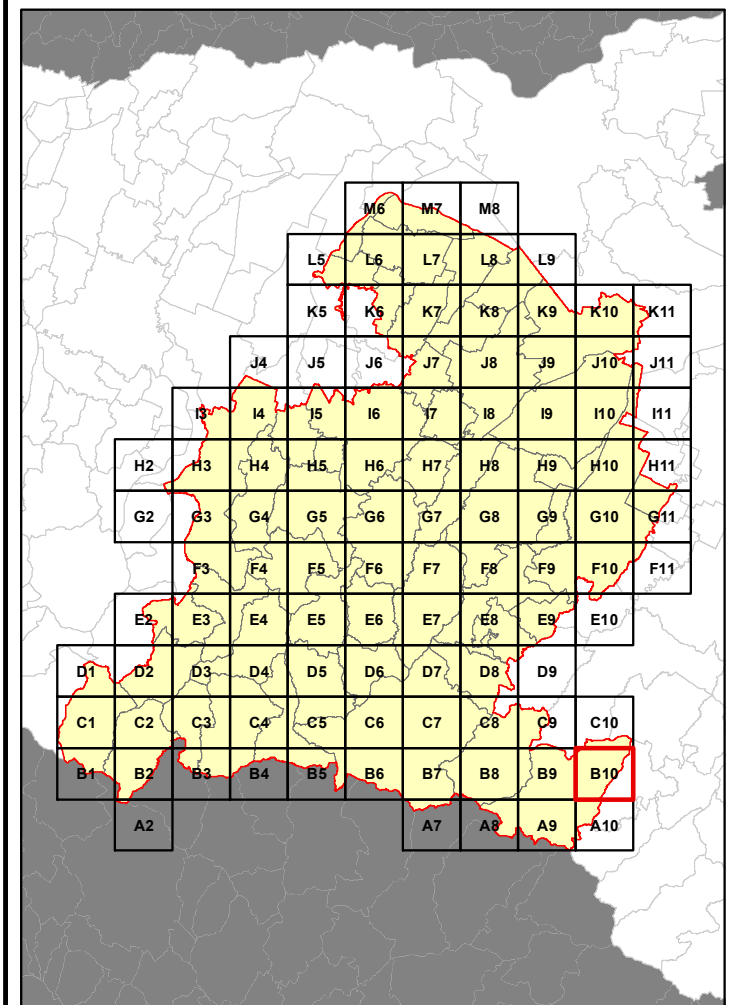 M6 M7 M8
L5 L6 L7 L8 L9
K5 K6 K7 K8 K9 K10 K11
J4 J5 J6 J7 J8 J9 J10 J11
I3 I4 I5 I6 I7 I8 I9 I10 I11
H2 H3 H4 H5 H6 H7 H8 H9 H10 H11
G2 G3 G4 G5 G6 G7 G8 G9 G10 G11
F3 F4 F5 F6 F7 F8 F9 F10 F11
E2 E3 E4 E5 E6 E7 E8 E9 E10
D1 D2 D3 D4 D5 D6 D7 D8 D9
C1 C2 C3 C4 C5 C6 C7 C8 C9 C10
B1 B2 B3 B4 B5 B6 B7 B8 B9 B10
A2 A7 A8 A9 A10